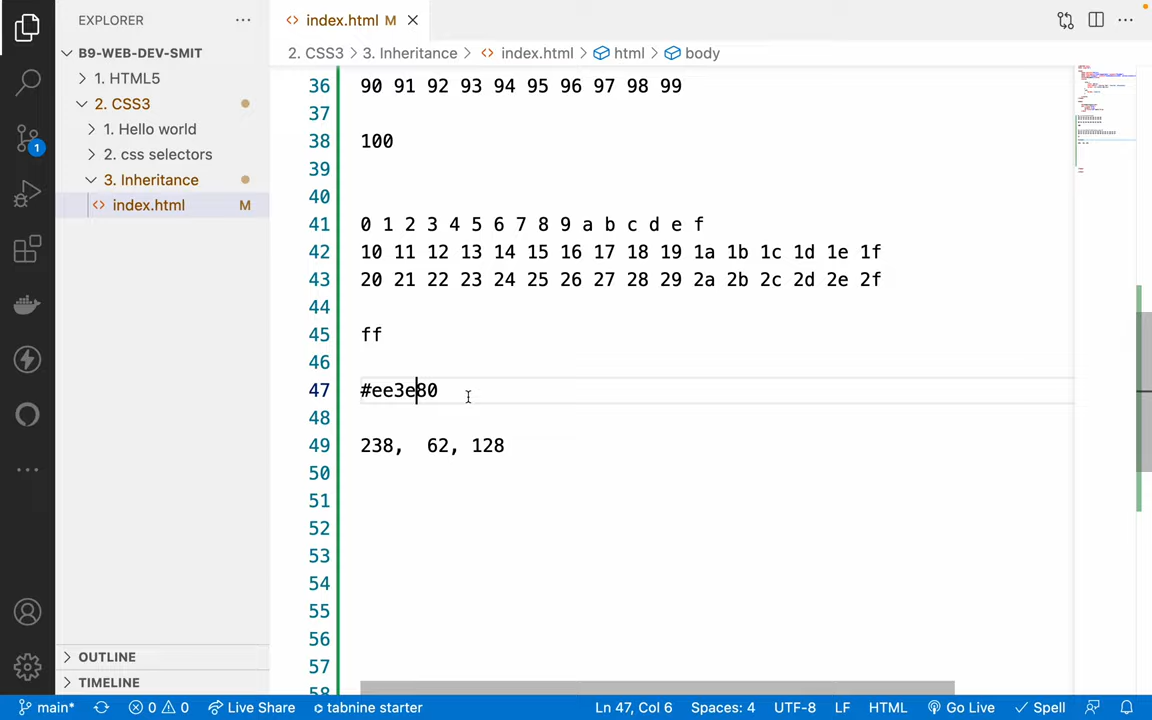 EXPLORER
index.html M
B9-WEB-DEV-SMIT
2. CSS3 > 3. Inheritance > index.html > html > body
1. HTML5
2. CSS3
1. Hello world
2. css selectors
3. Inheritance
index.html M
1
36 90 91 92 93 94 95 96 97 98 99
37
38 100
39
40
41 0 1 2 3 4 5 6 7 8 9 a b c d e f
42 10 11 12 13 14 15 16 17 18 19 1a 1b 1c 1d 1e 1f
43 20 21 22 23 24 25 26 27 28 29 2a 2b 2c 2d 2e 2f
44
45 ff
46
47 #ee3e80
48
49 238,  62, 128
50
51
52
53
54
55
56
57
58
OUTLINE
TIMELINE
main* 0 0 Live Share tabnine starter Ln 47, Col 6 Spaces: 4 UTF-8 LF HTML Go Live Spell